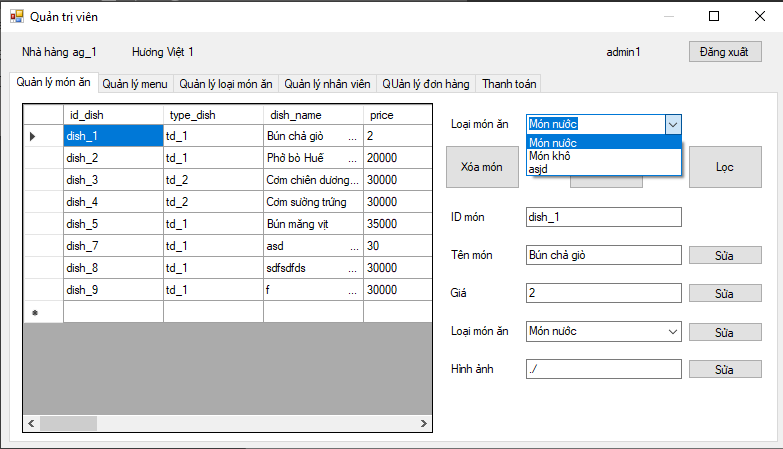 Quản trị viên
Nhà hàng ag_1 Hương Việt 1 admin1 Đăng xuất
Quản lý món ăn Quản lý menu Quản lý loại món ăn Quản lý nhân viên QUản lý đơn hàng Thanh toán
id_dish type_dish dish_name price
dish_1 td_1 Bún chả giò ... 2
dish_2 td_1 Phở bò Huế ... 20000
dish_3 td_2 Cơm chiên dương... 30000
dish_4 td_2 Cơm sường trứng 30000
dish_5 td_1 Bún măng vịt 35000
dish_7 td_1 asd ... 30
dish_8 td_1 sdfsdfds ... 30000
dish_9 td_1 f ... 30000
Loại món ăn Món nước
Món nước
Món khô
asjd
Xóa món Lọc
ID món dish_1
Tên món Bún chả giò Sửa
Giá 2 Sửa
Loại món ăn Món nước Sửa
Hình ảnh ./ Sửa